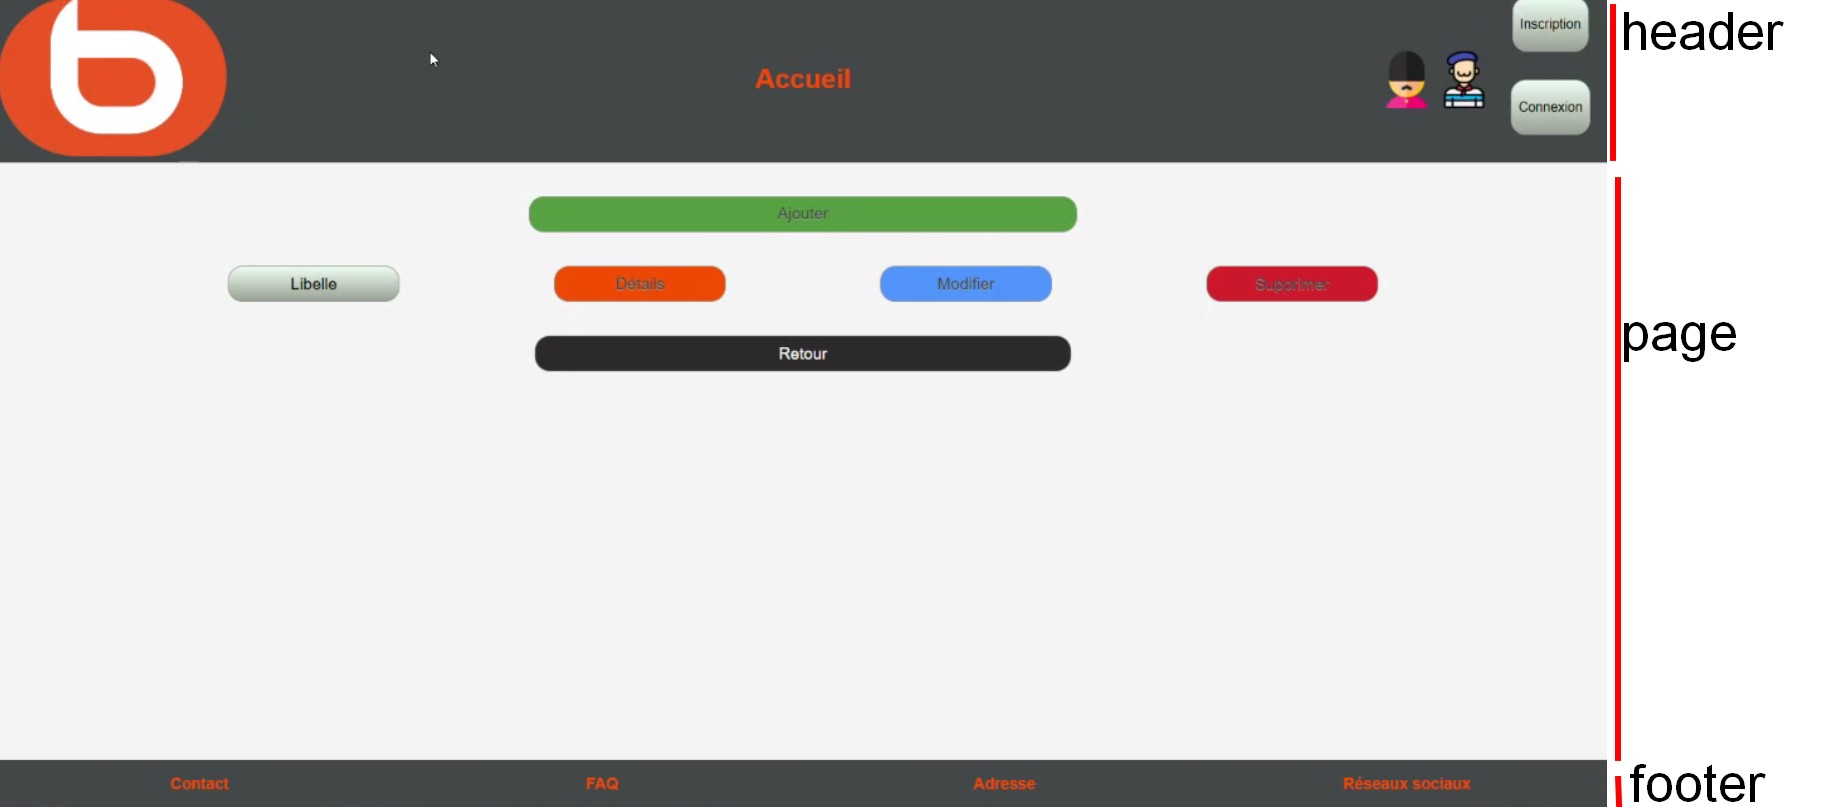 Inscription
header
Accueil
Connexion
Ajouter
Libelle
Détails
Modifier
Supprimer
page
Retour
Contact
FAQ
Adresse
Réseaux sociaux
footer